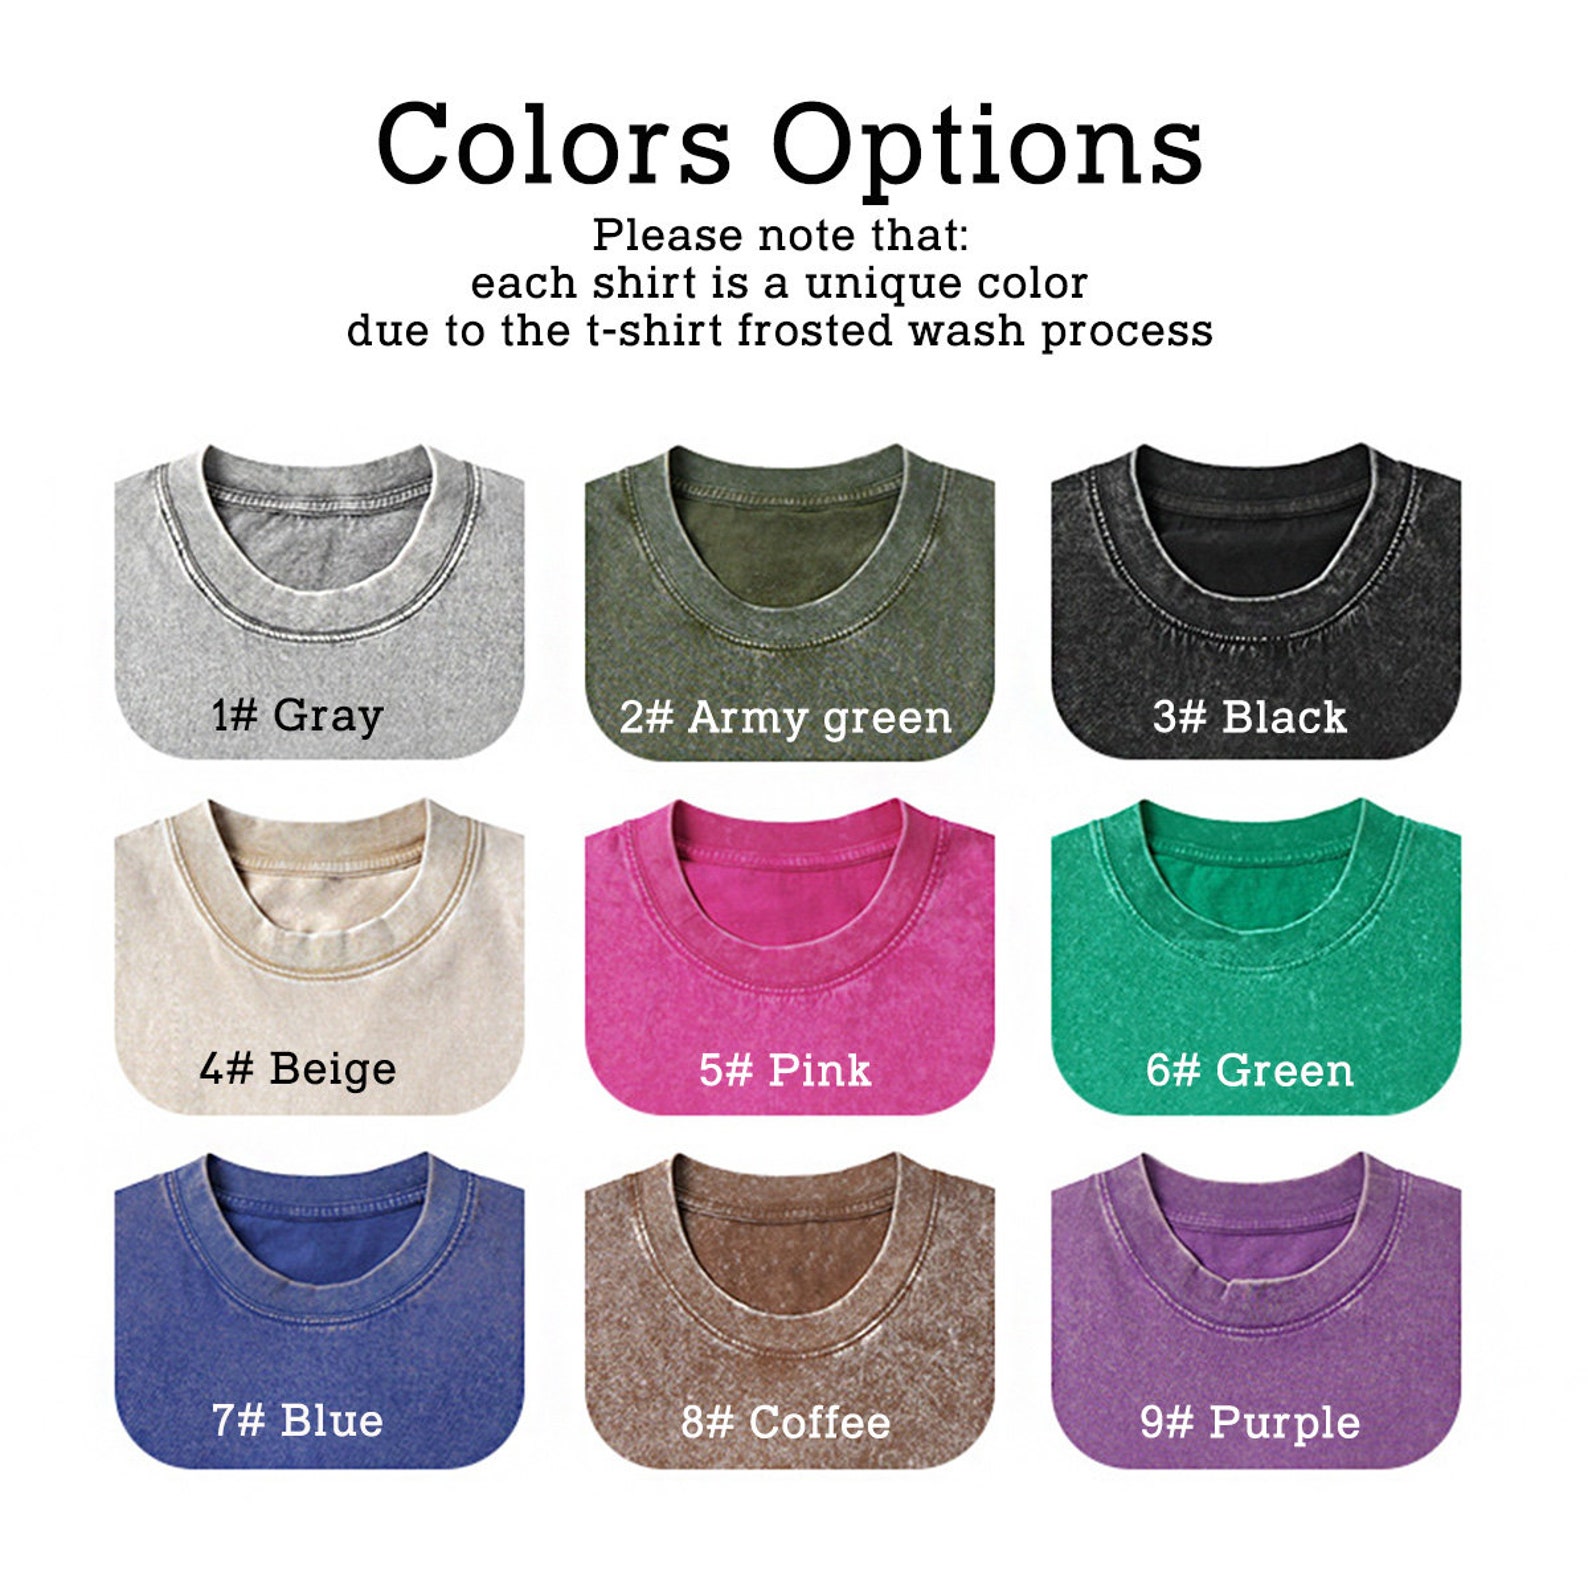 Colors Options
Please note that:
each shirt is a unique color
due to the t-shirt frosted wash process
1# Gray
2# Army green
3# Black
4# Beige
5# Pink
6# Green
7# Blue
8# Coffee
9# Purple